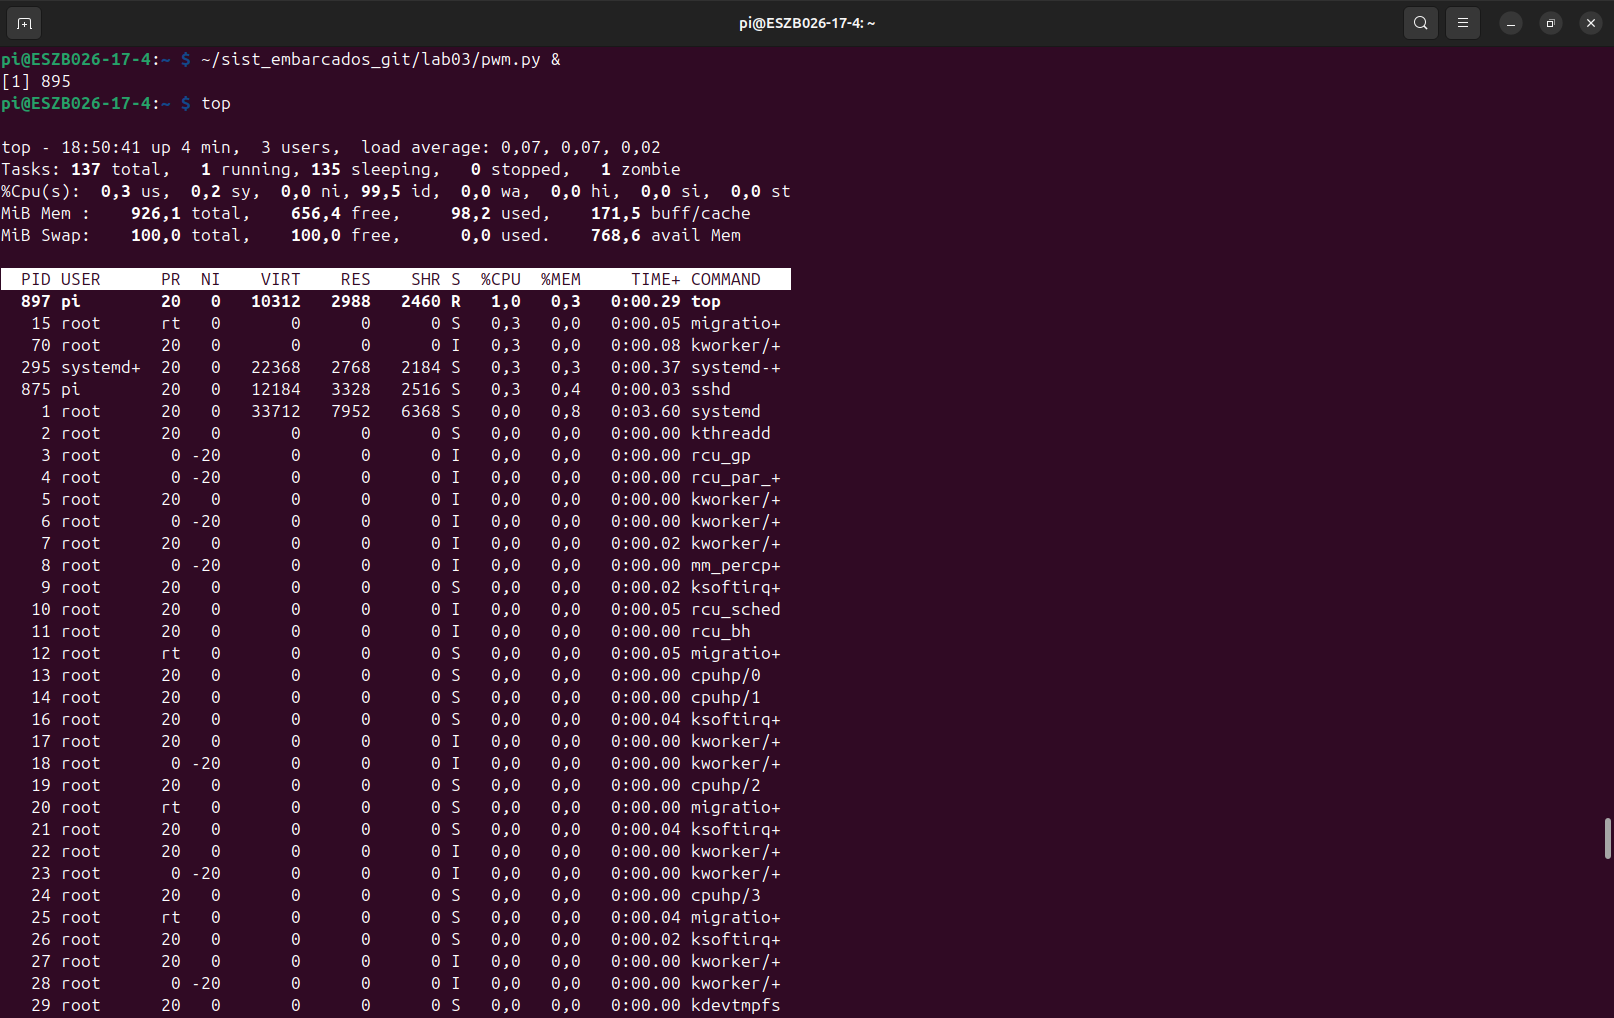 pi@ESZB026-17-4: ~
pi@ESZB026-17-4:~ $ ~/sist_embarcados_git/lab03/pwm.py &
[1] 895
pi@ESZB026-17-4:~ $ top
top - 18:50:41 up 4 min,  3 users,  load average: 0,07, 0,07, 0,02
Tasks: 137 total,   1 running, 135 sleeping,   0 stopped,   1 zombie
%Cpu(s):  0,3 us,  0,2 sy,  0,0 ni, 99,5 id,  0,0 wa,  0,0 hi,  0,0 si,  0,0 st
MiB Mem :    926,1 total,    656,4 free,     98,2 used,    171,5 buff/cache
MiB Swap:    100,0 total,    100,0 free,      0,0 used.    768,6 avail Mem
  PID USER      PR  NI    VIRT    RES    SHR S  %CPU  %MEM     TIME+ COMMAND
  897 pi        20   0   10312   2988   2460 R   1,0   0,3   0:00.29 top
   15 root      rt   0       0      0      0 S   0,3   0,0   0:00.05 migratio+
   70 root      20   0       0      0      0 I   0,3   0,0   0:00.08 kworker/+
  295 systemd+  20   0   22368   2768   2184 S   0,3   0,3   0:00.37 systemd-+
  875 pi        20   0   12184   3328   2516 S   0,3   0,4   0:00.03 sshd
    1 root      20   0   33712   7952   6368 S   0,0   0,8   0:03.60 systemd
    2 root      20   0       0      0      0 S   0,0   0,0   0:00.00 kthreadd
    3 root       0 -20       0      0      0 I   0,0   0,0   0:00.00 rcu_gp
    4 root       0 -20       0      0      0 I   0,0   0,0   0:00.00 rcu_par_+
    5 root      20   0       0      0      0 I   0,0   0,0   0:00.00 kworker/+
    6 root       0 -20       0      0      0 I   0,0   0,0   0:00.00 kworker/+
    7 root      20   0       0      0      0 I   0,0   0,0   0:00.02 kworker/+
    8 root       0 -20       0      0      0 I   0,0   0,0   0:00.00 mm_percp+
    9 root      20   0       0      0      0 S   0,0   0,0   0:00.02 ksoftirq+
   10 root      20   0       0      0      0 I   0,0   0,0   0:00.05 rcu_sched
   11 root      20   0       0      0      0 I   0,0   0,0   0:00.00 rcu_bh
   12 root      rt   0       0      0      0 S   0,0   0,0   0:00.05 migratio+
   13 root      20   0       0      0      0 S   0,0   0,0   0:00.00 cpuhp/0
   14 root      20   0       0      0      0 S   0,0   0,0   0:00.00 cpuhp/1
   16 root      20   0       0      0      0 S   0,0   0,0   0:00.04 ksoftirq+
   17 root      20   0       0      0      0 I   0,0   0,0   0:00.00 kworker/+
   18 root       0 -20       0      0      0 I   0,0   0,0   0:00.00 kworker/+
   19 root      20   0       0      0      0 S   0,0   0,0   0:00.00 cpuhp/2
   20 root      rt   0       0      0      0 S   0,0   0,0   0:00.00 migratio+
   21 root      20   0       0      0      0 S   0,0   0,0   0:00.04 ksoftirq+
   22 root      20   0       0      0      0 I   0,0   0,0   0:00.00 kworker/+
   23 root       0 -20       0      0      0 I   0,0   0,0   0:00.00 kworker/+
   24 root      20   0       0      0      0 S   0,0   0,0   0:00.00 cpuhp/3
   25 root      rt   0       0      0      0 S   0,0   0,0   0:00.04 migratio+
   26 root      20   0       0      0      0 S   0,0   0,0   0:00.02 ksoftirq+
   27 root      20   0       0      0      0 I   0,0   0,0   0:00.00 kworker/+
   28 root       0 -20       0      0      0 I   0,0   0,0   0:00.00 kworker/+
   29 root      20   0       0      0      0 S   0,0   0,0   0:00.00 kdevtmpfs